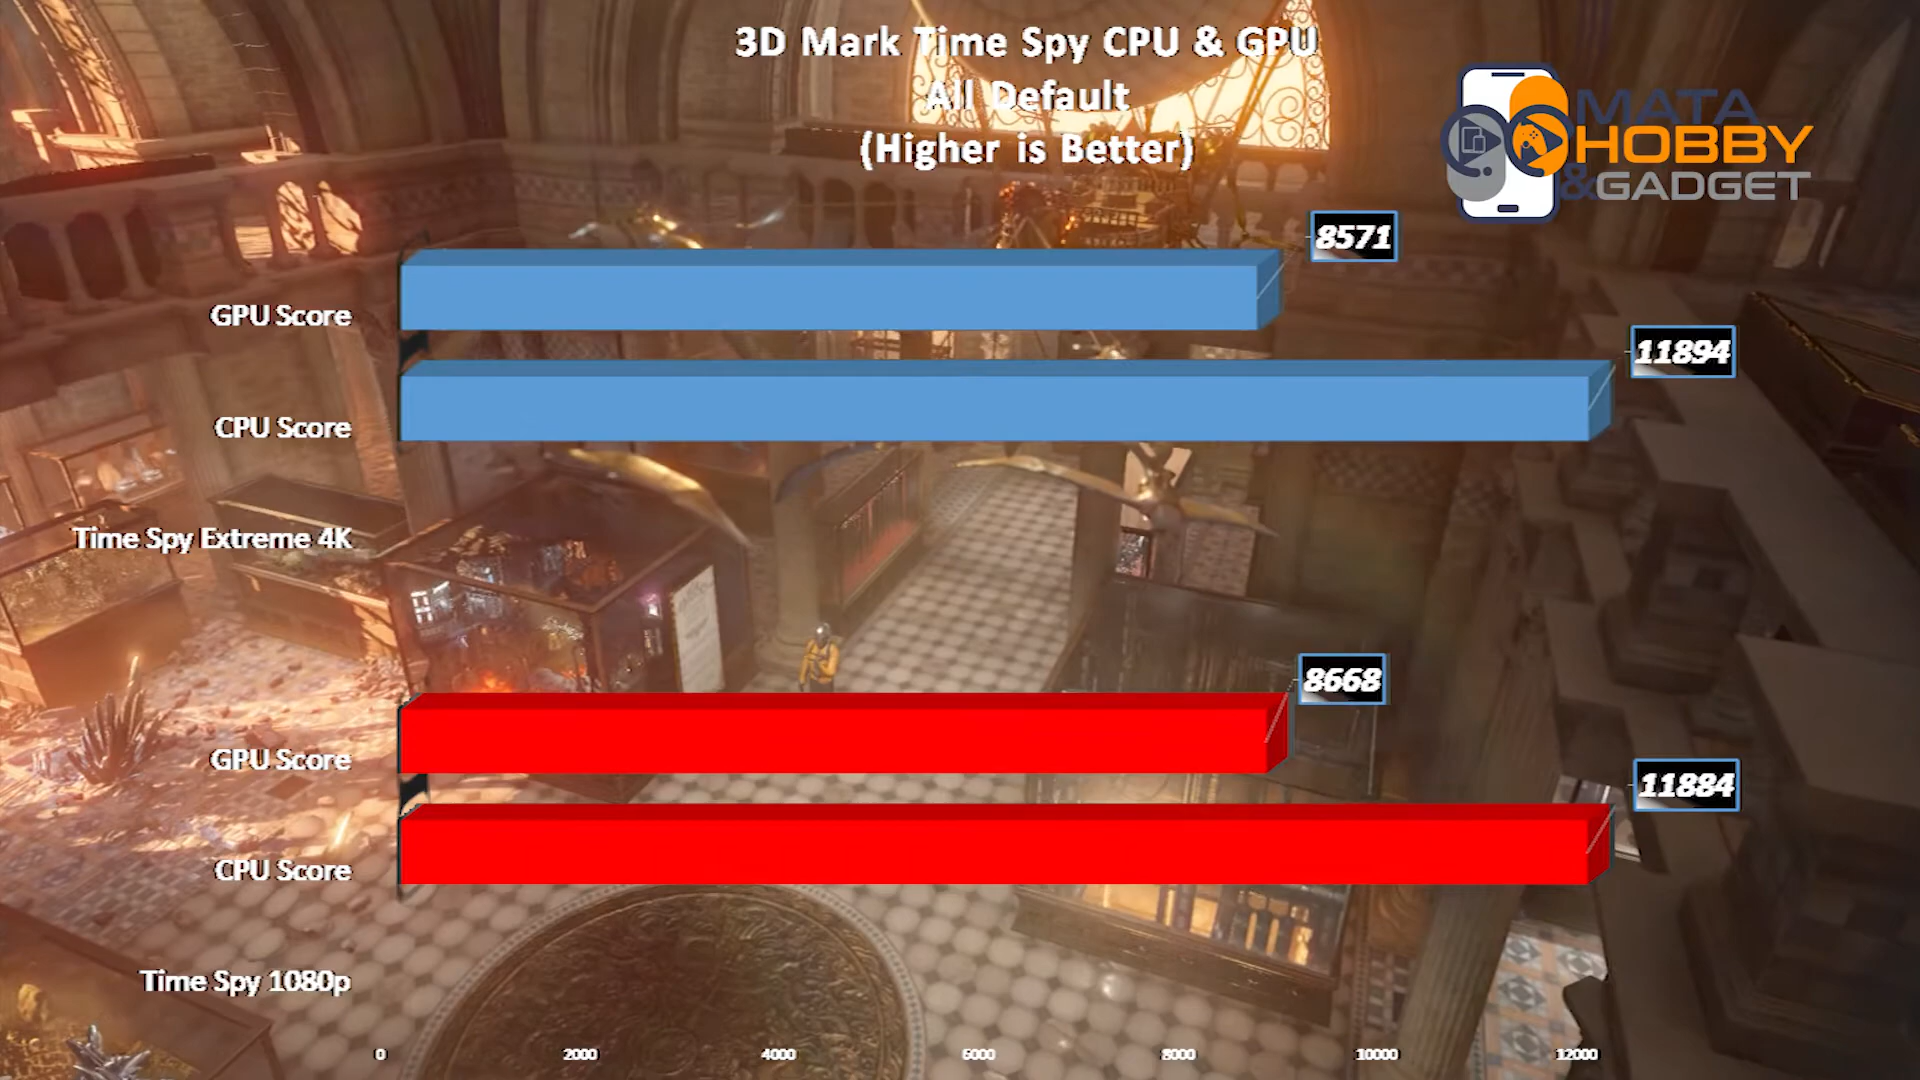 3D Mark Time Spy CPU & GPU
All Default
(Higher is Better)
MATA
HOBBY
&GADGET
8571
GPU Score
11894
CPU Score
Time Spy Extreme 4K
8668
GPU Score
11884
CPU Score
Time Spy 1080p
0 2000 4000 6000 8000 10000 12000